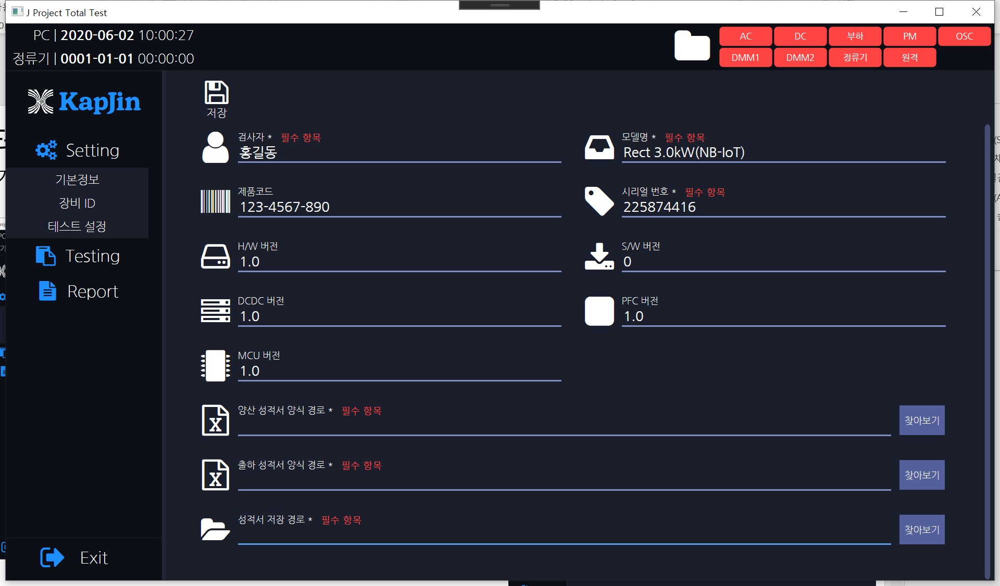 J Project Total Test
PC | 2020-06-02 10:00:27
정류기 | 0001-01-01 00:00:00
AC DC 부하 PM OSC
DMM1 DMM2 정류기 원격
KapJin
Setting
기본정보
장비 ID
테스트 설정
Testing
Report
Exit
저장
검사자 * 필수 항목
홍길동
모델명 * 필수 항목
Rect 3.0kW(NB-IoT)
제품코드
123-4567-890
시리얼 번호 * 필수 항목
225874416
H/W 버전
1.0
S/W 버전
0
DCDC 버전
1.0
PFC 버전
1.0
MCU 버전
1.0
양산 성적서 양식 경로 * 필수 항목
찾아보기
출하 성적서 양식 경로 * 필수 항목
찾아보기
성적서 저장 경로 * 필수 항목
찾아보기